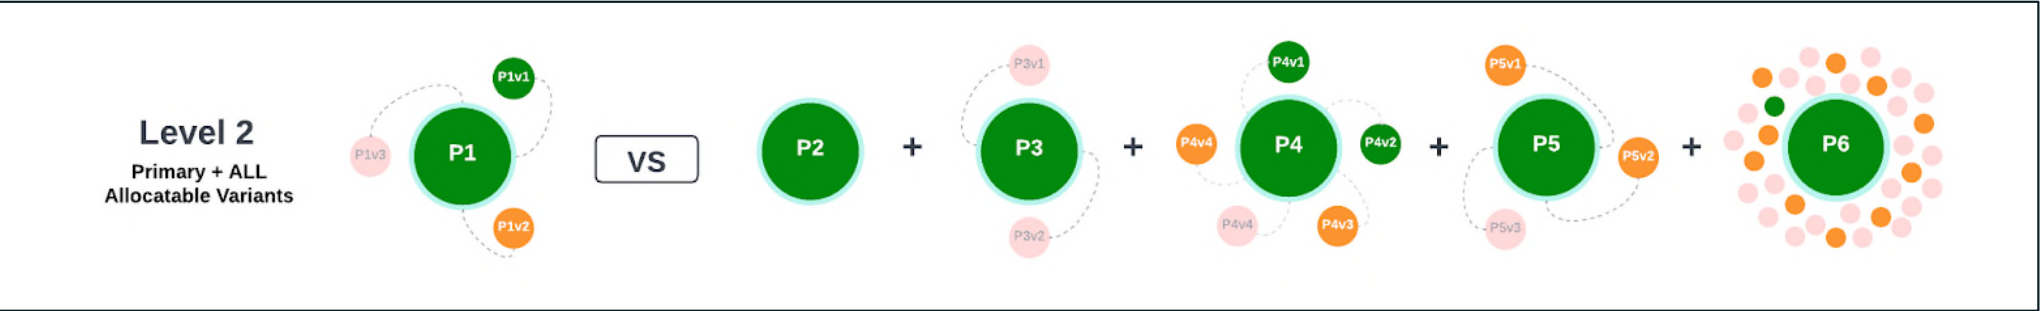 Level 2
Primary + ALL
Allocatable Variants
P1
P1v1
P1v2
P1v3
VS
P2
+
P3
P3v1
P3v2
+
P4
P4v1
P4v2
P4v3
P4v4
P4v4
+
P5
P5v1
P5v2
P5v3
+
P6